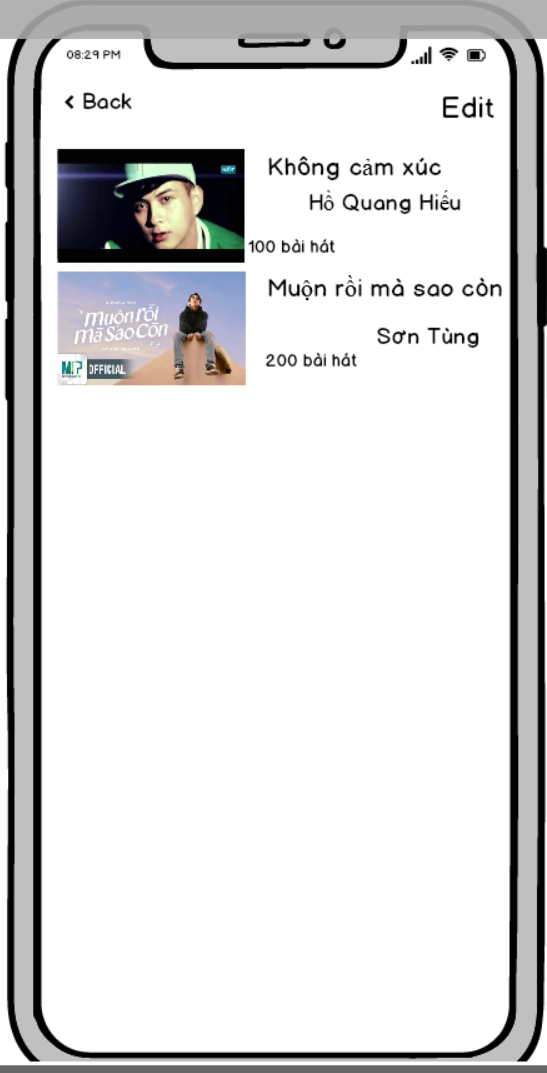 08:29 PM
< Back
Edit
Không cảm xúc
Hồ Quang Hiếu
100 bài hát
Muộn rồi mà sao còn
Sơn Tùng
200 bài hát
muộn rồi
mà sao còn
OFFICIAL